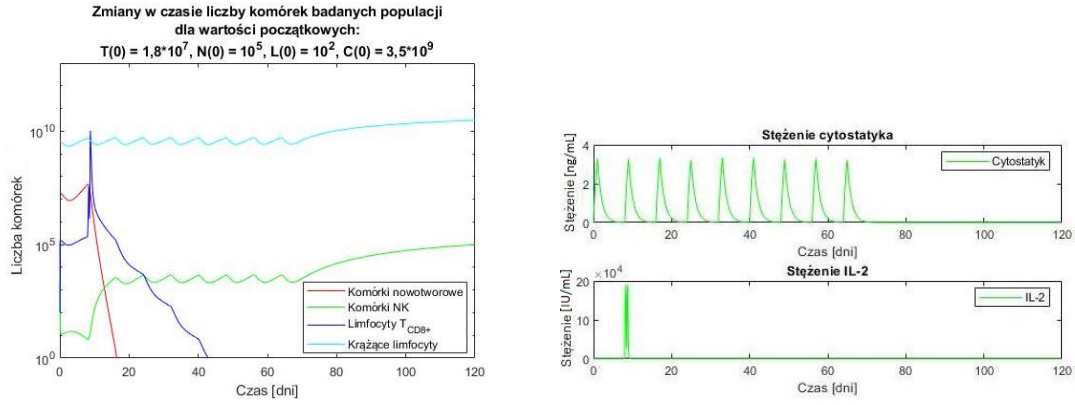 Zmiany w czasie liczby komórek badanych populacji
dla wartości początkowych:
T(0) = 1,8*10^7, N(0) = 10^5, L(0) = 10^2, C(0) = 3,5*10^9
Liczba komórek
10^10
10^5
10^0
0 20 40 60 80 100 120
Czas [dni]
Komórki nowotworowe
Komórki NK
Limfocyty T_CD8+
Krążące limfocyty
Stężenie cytostatyka
Stężenie [ng/mL]
4
2
0
0 20 40 60 80 100 120
Czas [dni]
Cytostatyk
Stężenie IL-2
×10^4
Stężenie [IU/mL]
20
10
0
0 20 40 60 80 100 120
Czas [dni]
IL-2